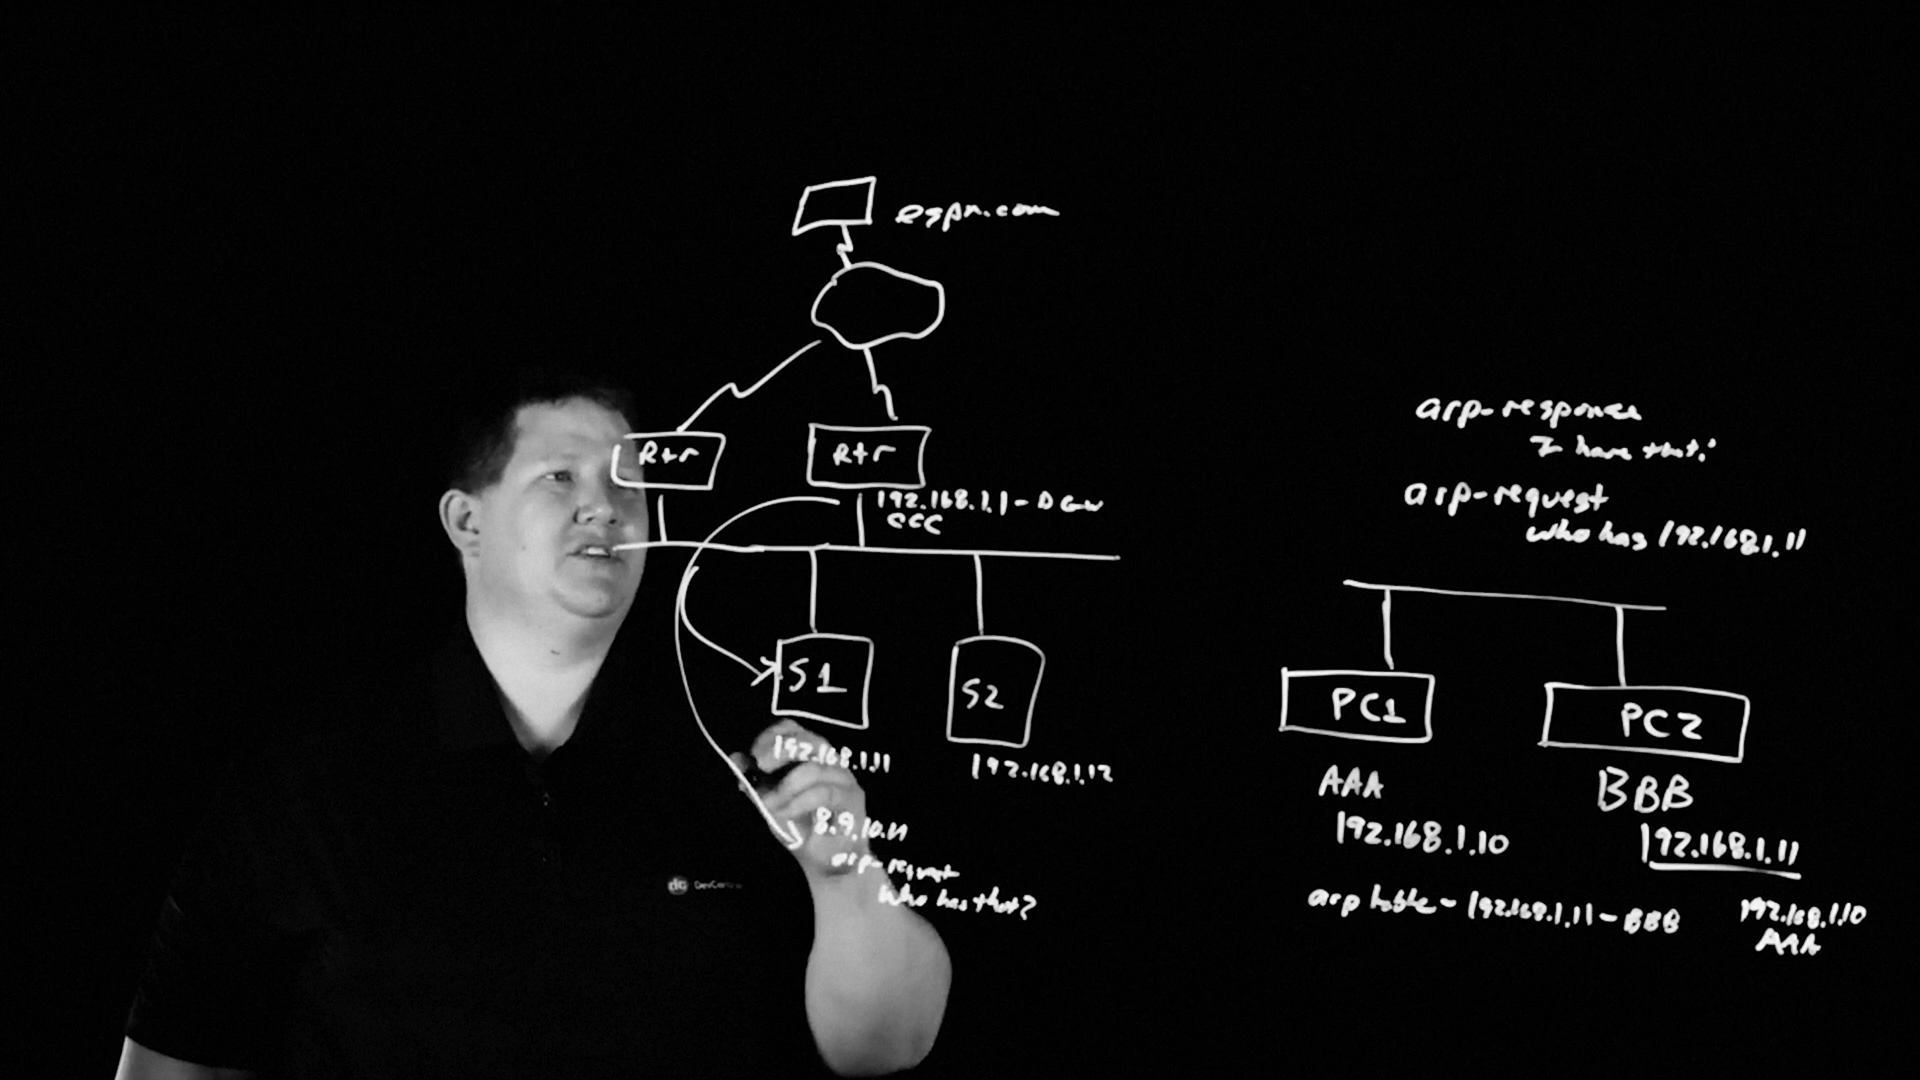 espn.com
Rtr
Rtr
192.168.1.1 - DGW
CCC
S1
S2
192.168.1.11
192.168.1.12
8.9.10.11
arp-request
who has that?
dc DevCentral
arp-response
I have that!
arp-request
who has 192.168.1.11
PC1
PC2
AAA
BBB
192.168.1.10
192.168.1.11
arp table - 192.168.1.11 - BBB
192.168.1.10
AAA